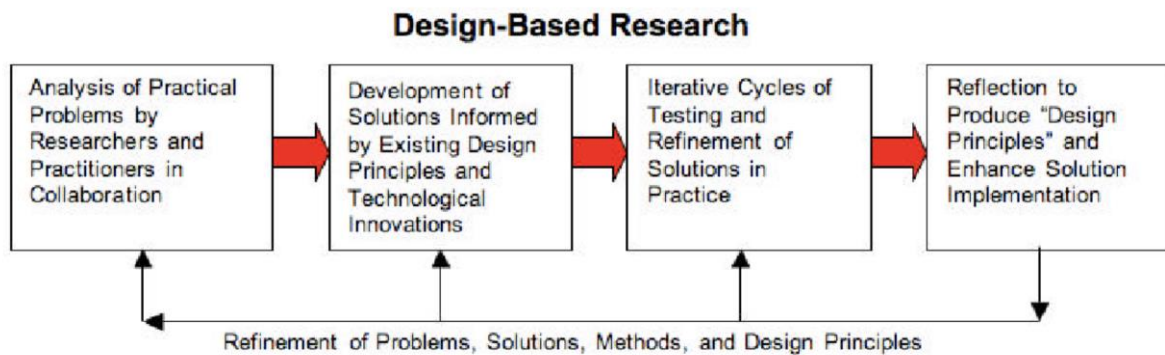 Design-Based Research
Analysis of Practical
Problems by
Researchers and
Practitioners in
Collaboration
Development of
Solutions Informed
by Existing Design
Principles and
Technological
Innovations
Iterative Cycles of
Testing and
Refinement of
Solutions in
Practice
Reflection to
Produce “Design
Principles” and
Enhance Solution
Implementation
Refinement of Problems, Solutions, Methods, and Design Principles